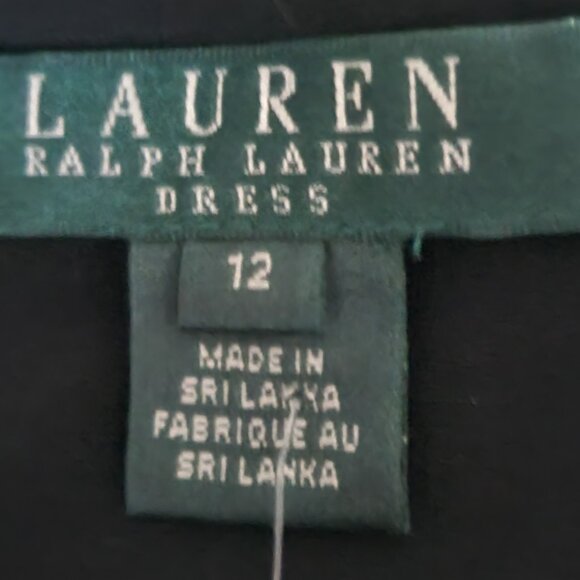 LAUREN
RALPH LAUREN
DRESS
12
MADE IN
SRI LANKA
FABRIQUE AU
SRI LANKA